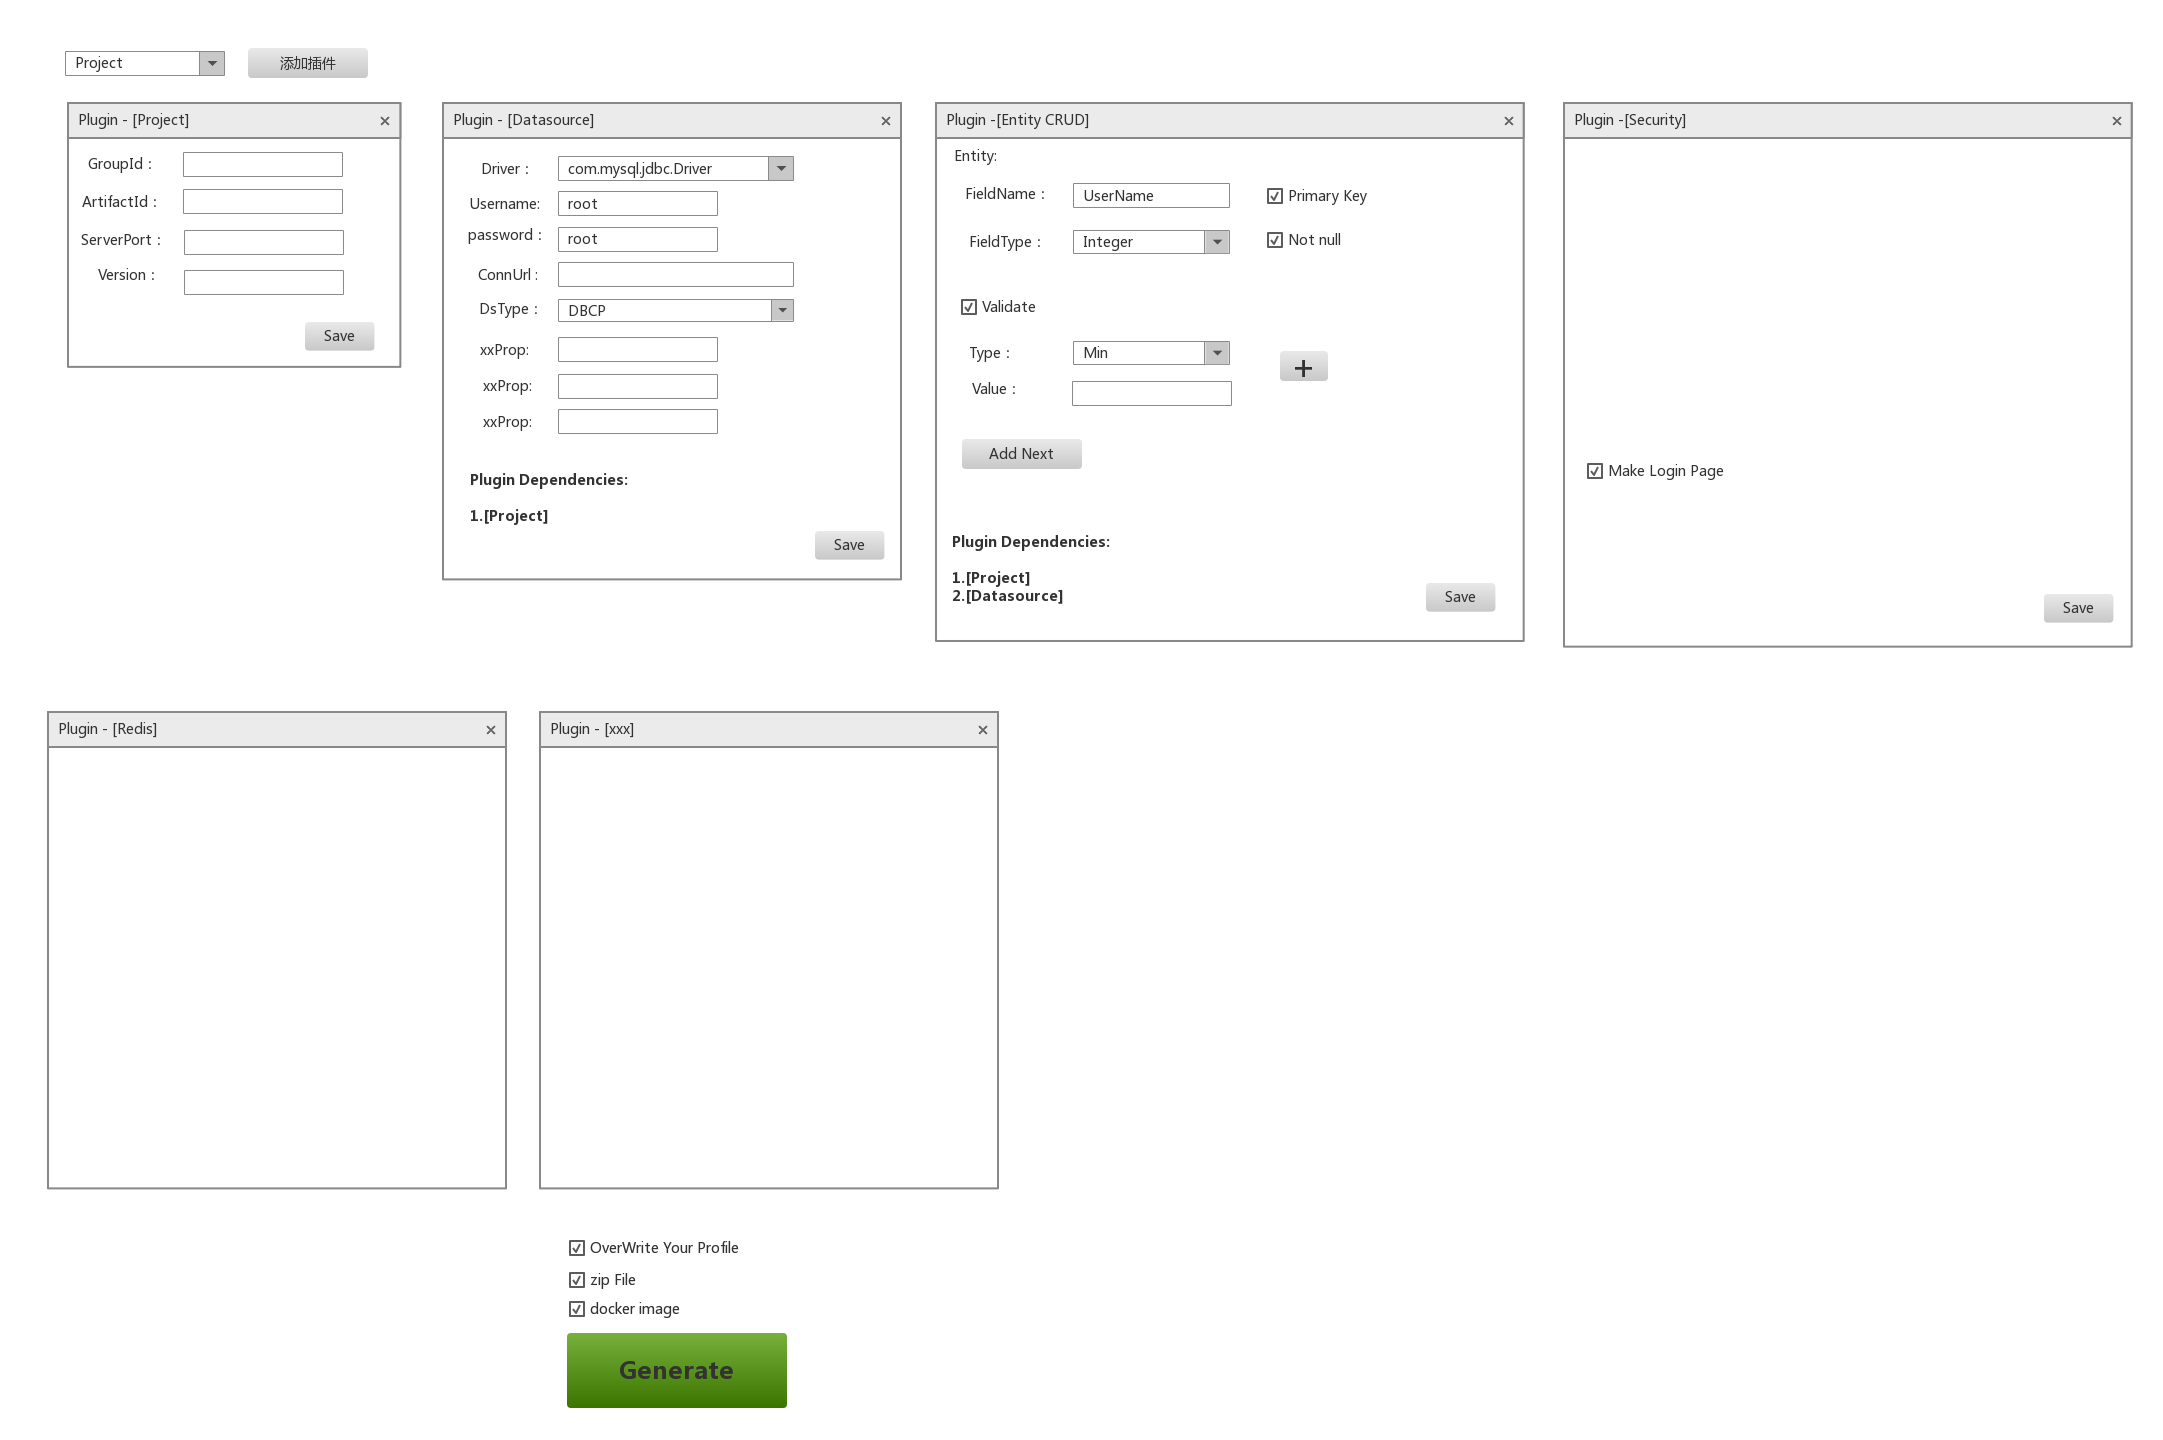 Project
添加插件
Plugin - [Project]
GroupId：
ArtifactId：
ServerPort：
Version：
Save
Plugin - [Datasource]
Driver：
com.mysql.jdbc.Driver
Username:
root
password：
root
ConnUrl :
DsType：
DBCP
xxProp:
xxProp:
xxProp:
Plugin Dependencies:
1.[Project]
Save
Plugin -[Entity CRUD]
Entity:
FieldName：
UserName
Primary Key
FieldType：
Integer
Not null
Validate
Type：
Min
+
Value：
Add Next
Plugin Dependencies:
1.[Project]
2.[Datasource]
Save
Plugin -[Security]
Make Login Page
Save
Plugin - [Redis]
Plugin - [xxx]
OverWrite Your Profile
zip File
docker image
Generate